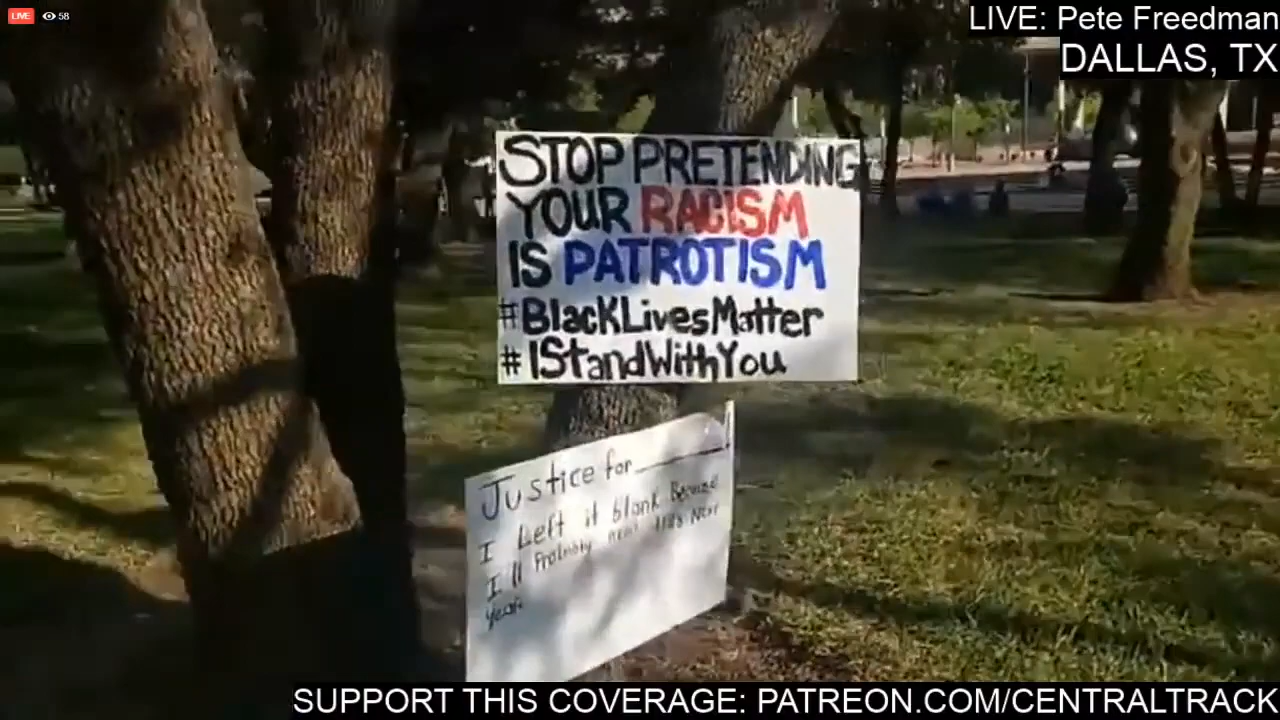 LIVE 58
LIVE: Pete Freedman
DALLAS, TX
STOP PRETENDING
YOUR RACISM
IS PATROTISM
#BlackLivesMatter
#IStandWithYou
Justice for
I Left it blank Because
I'll Probably need this Next
year
SUPPORT THIS COVERAGE: PATREON.COM/CENTRALTRACK